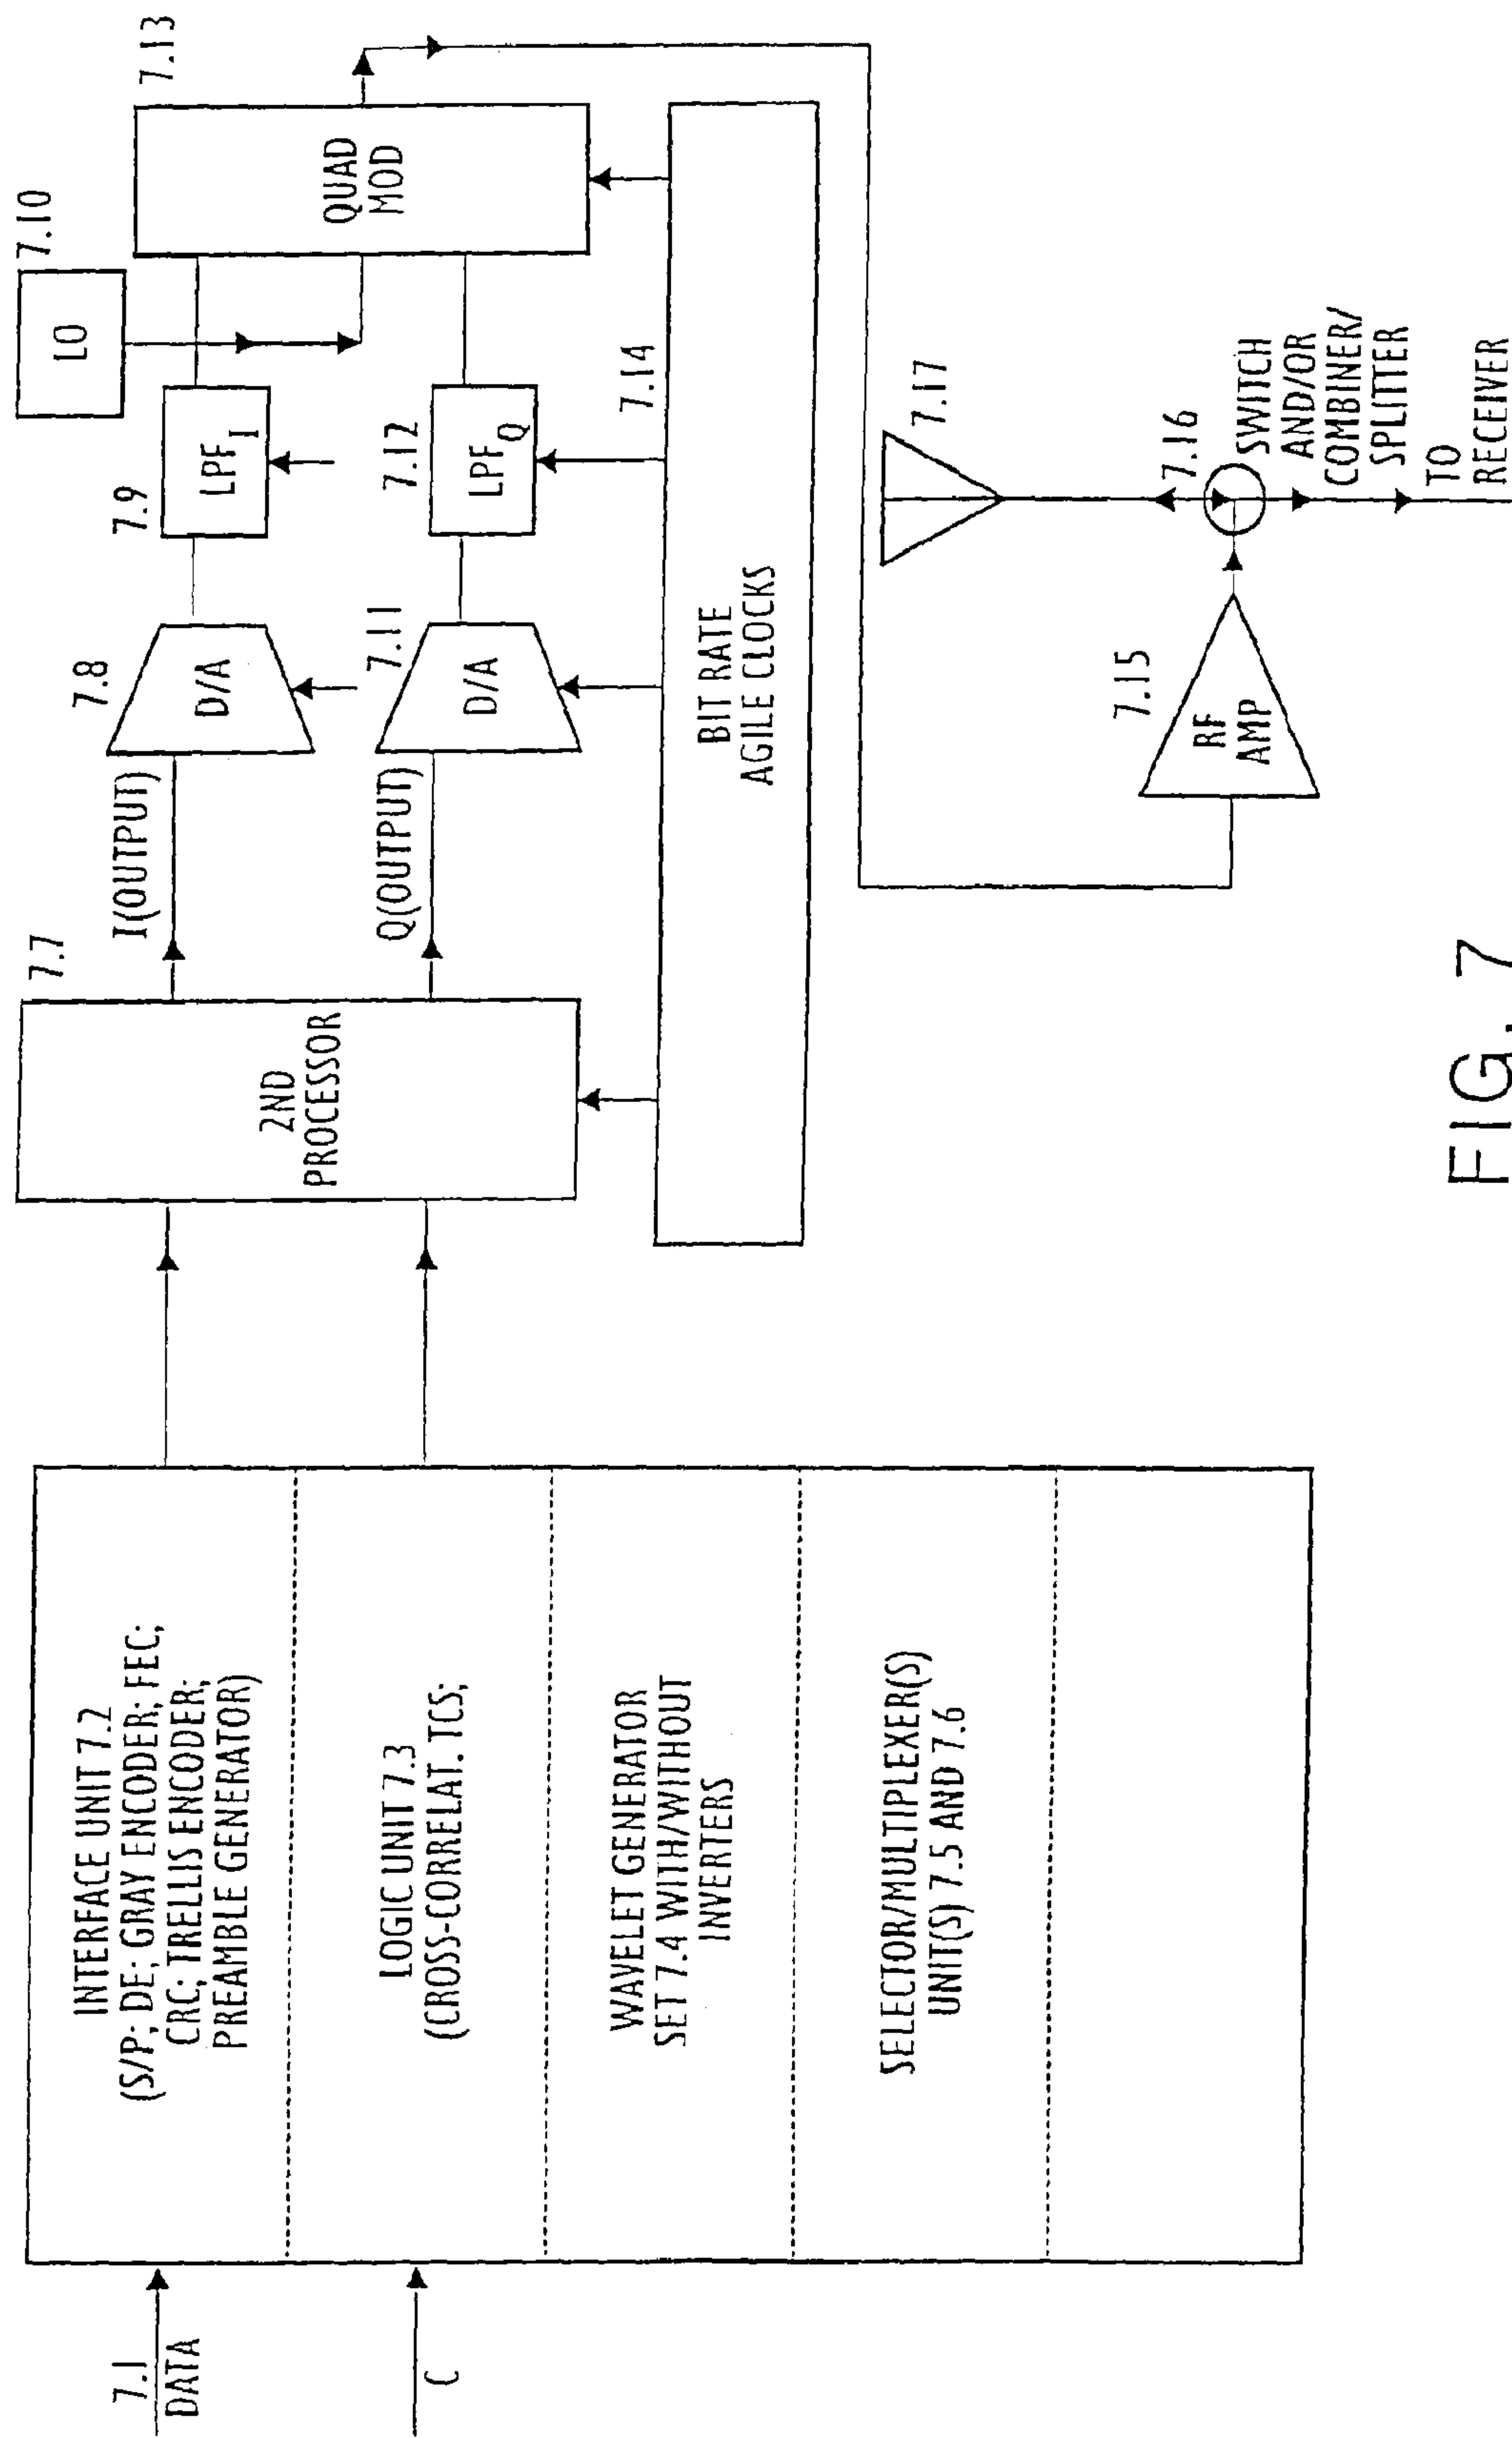 7.1
DATA
C
INTERFACE UNIT 7.2
(S/P; DE; GRAY ENCODER; FEC;
CRC; TRELLIS ENCODER;
PREAMBLE GENERATOR)
LOGIC UNIT 7.3
(CROSS-CORRELAT. TCS;
WAVELET GENERATOR
SET 7.4 WITH/WITHOUT
INVERTERS
SELECTOR/MULTIPLEXER(S)
UNIT(S) 7.5 AND 7.6
7.7
2ND
PROCESSOR
I(OUTPUT)
Q(OUTPUT)
7.8
D/A
7.11
D/A
7.9
LPF I
7.12
LPF Q
7.10
LO
7.13
QUAD
MOD
7.14
BIT RATE
AGILE CLOCKS
7.15
RF
AMP
7.17
7.16
SWITCH
AND/OR
COMBINER/
SPLITTER
TO
RECEIVER
FIG. 7